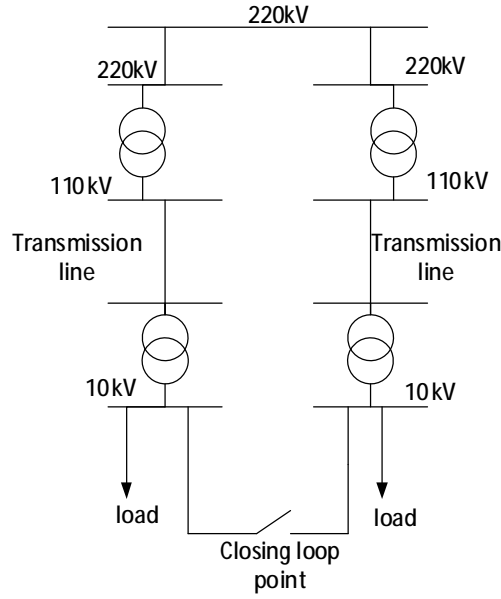 220kV
220kV
220kV
110kV
110kV
Transmission
line
Transmission
line
10kV
10kV
load
load
Closing loop
point